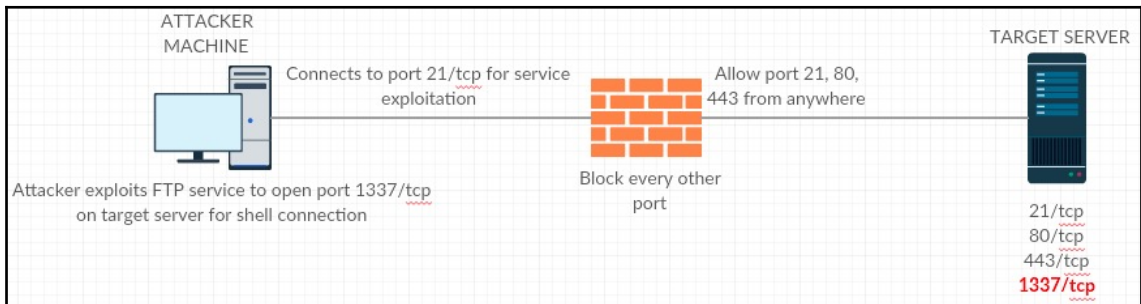 ATTACKER
MACHINE
Connects to port 21/tcp for service
exploitation
Attacker exploits FTP service to open port 1337/tcp
on target server for shell connection
Allow port 21, 80,
443 from anywhere
Block every other
port
TARGET SERVER
21/tcp
80/tcp
443/tcp
1337/tcp